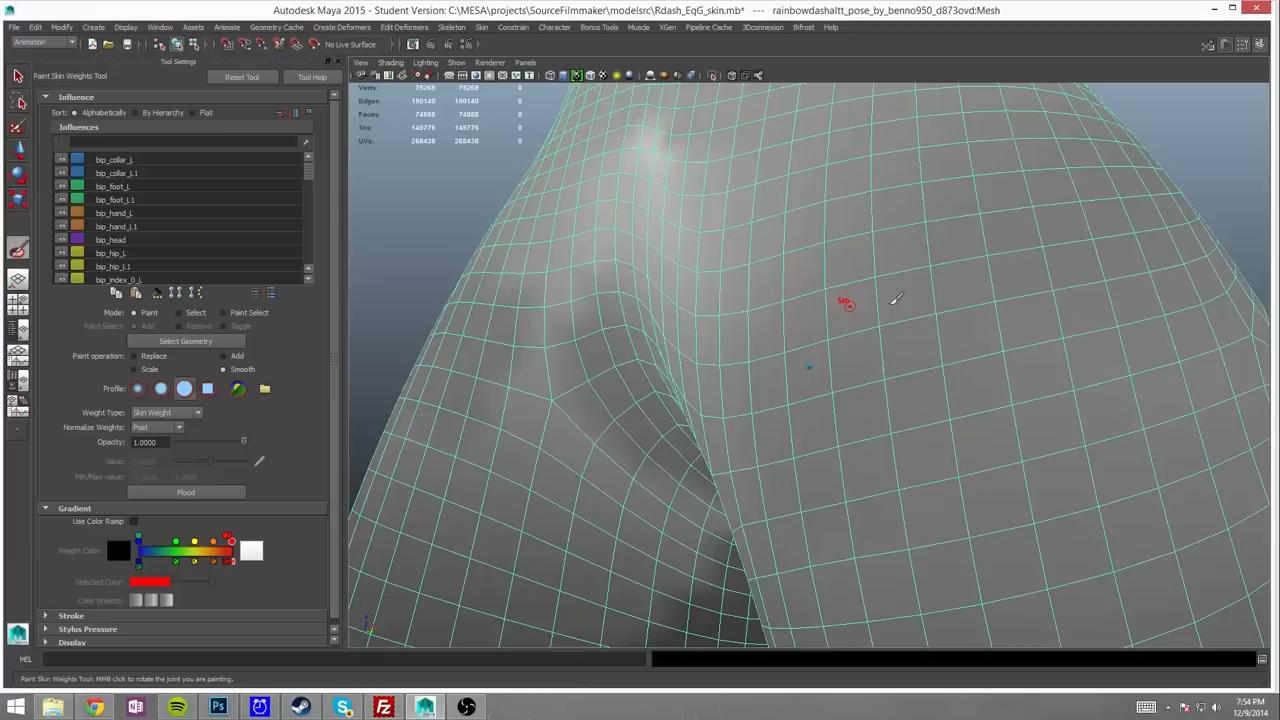 Autodesk Maya 2015 - Student Version: C:\MESA\projects\SourceFilmmaker\modelsrc\Rdash_EqG_skin.mb* --- rainbowdashaltt_pose_by_benno950_d873ovd:Mesh
File Edit Modify Create Display Window Assets Animate Geometry Cache Create Deformers Edit Deformers Skeleton Skin Constrain Character Bonus Tools Muscle XGen Pipeline Cache 3Dconnexion Bifrost Help
Animation
No Live Surface
Tool Settings
View Shading Lighting Show Renderer Panels
Paint Skin Weights Tool Reset Tool Tool Help
Influence
Sort: Alphabetically By Hierarchy Flat
Influences
bip_collar_L
bip_collar_L1
bip_foot_L
bip_foot_L1
bip_hand_L
bip_hand_L1
bip_head
bip_hip_L
bip_hip_L1
bip_index_0_L
Verts: 75269 75269 0
Edges: 150140 150140 0
Faces: 74888 74888 0
Tris: 149776 149776 0
UVs: 268438 268438 0
Sm
Mode: Paint Select Paint Select
Paint Select: Add Remove Toggle
Select Geometry
Paint operation: Replace Add
Scale Smooth
Profile:
Weight Type: Skin Weight
Normalize Weights: Post
Opacity: 1.0000
Value:
Min/Max value:
Flood
Gradient
Use Color Ramp
Weight Color:
Selected Color:
Color presets:
Stroke
Stylus Pressure
Display
MEL
Paint Skin Weights Tool: MMB click to rotate the joint you are painting.
7:54 PM
12/9/2014